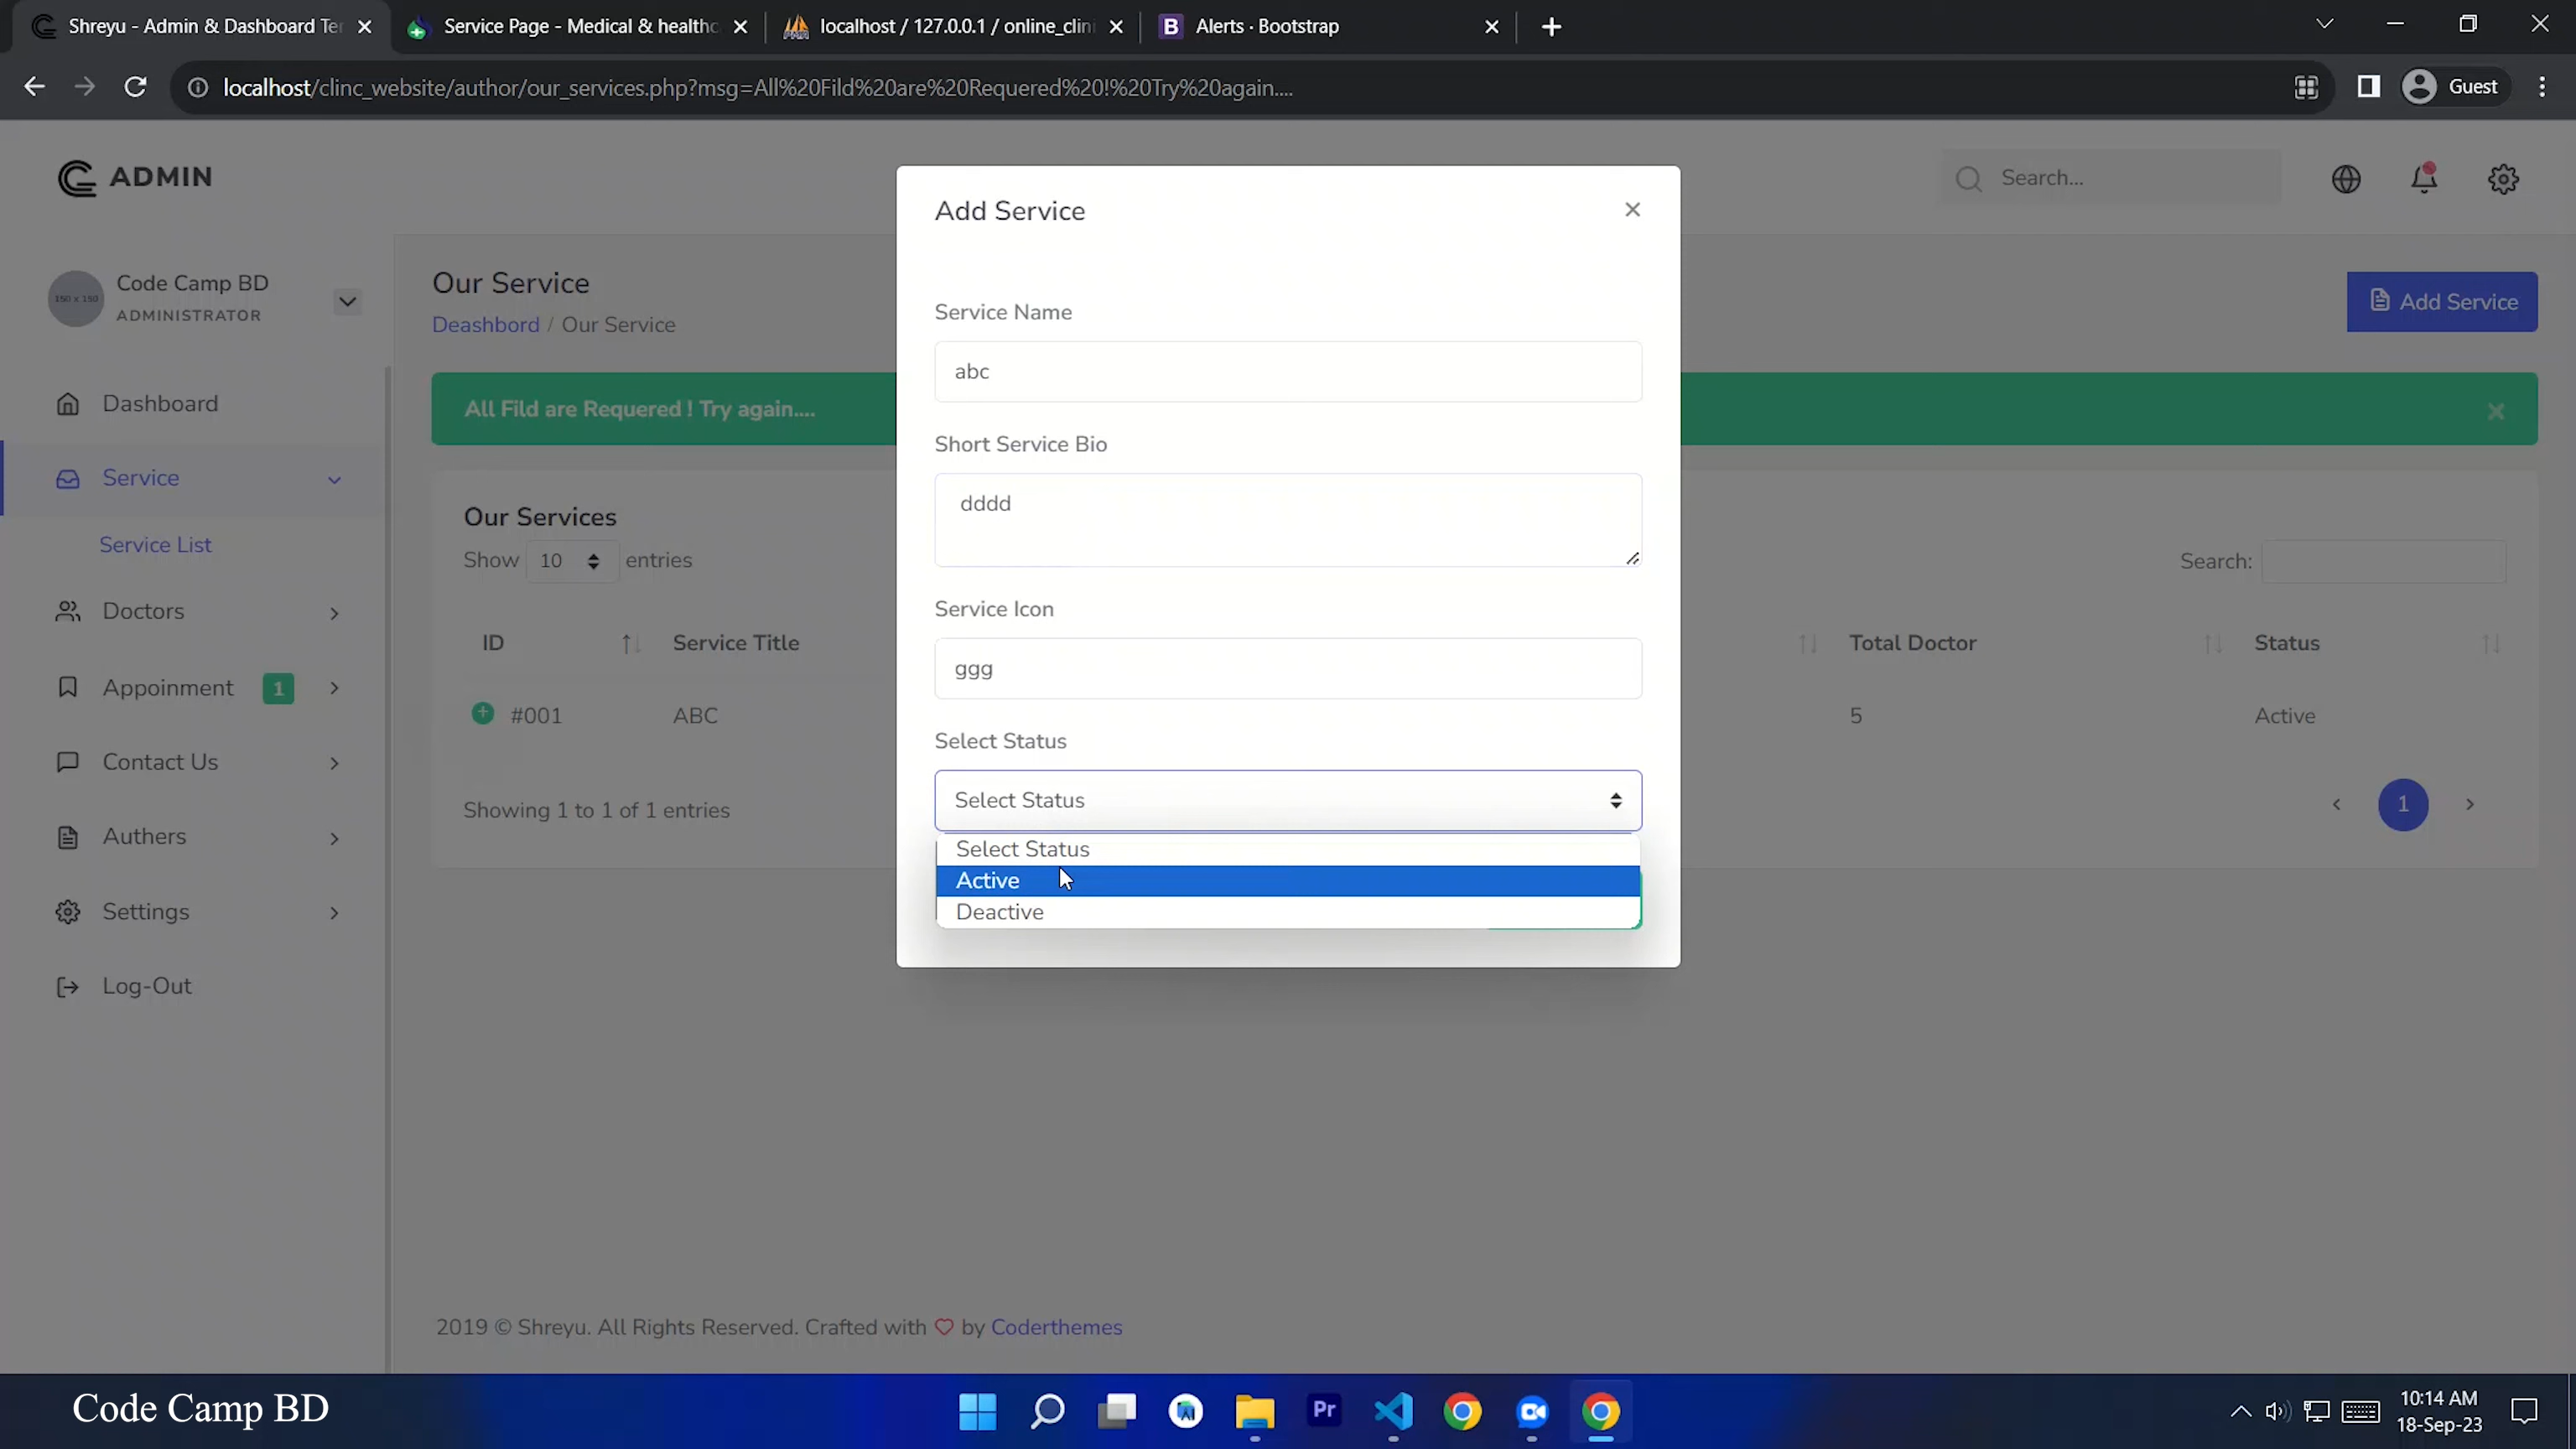 Shreyu - Admin & Dashboard Ter
Service Page - Medical & healthc
localhost / 127.0.0.1 / online_clini
B Alerts · Bootstrap
localhost/clinc_website/author/our_services.php?msg=All%20Fild%20are%20Requered%20!%20Try%20again....
Guest
ADMIN
Search...
Code Camp BD
ADMINISTRATOR
150 x 150
Dashboard
Service
Service List
Doctors
Appoinment 1
Contact Us
Authers
Settings
Log-Out
Our Service
Deashbord / Our Service
Add Service
All Fild are Requered ! Try again....
Our Services
Show 10 entries
Search:
ID Service Title Total Doctor Status
#001 ABC 5 Active
Showing 1 to 1 of 1 entries
1
Add Service
Service Name
abc
Short Service Bio
dddd
Service Icon
ggg
Select Status
Select Status
Select Status
Active
Deactive
2019 © Shreyu. All Rights Reserved. Crafted with by Coderthemes
Code Camp BD
Pr
10:14 AM
18-Sep-23